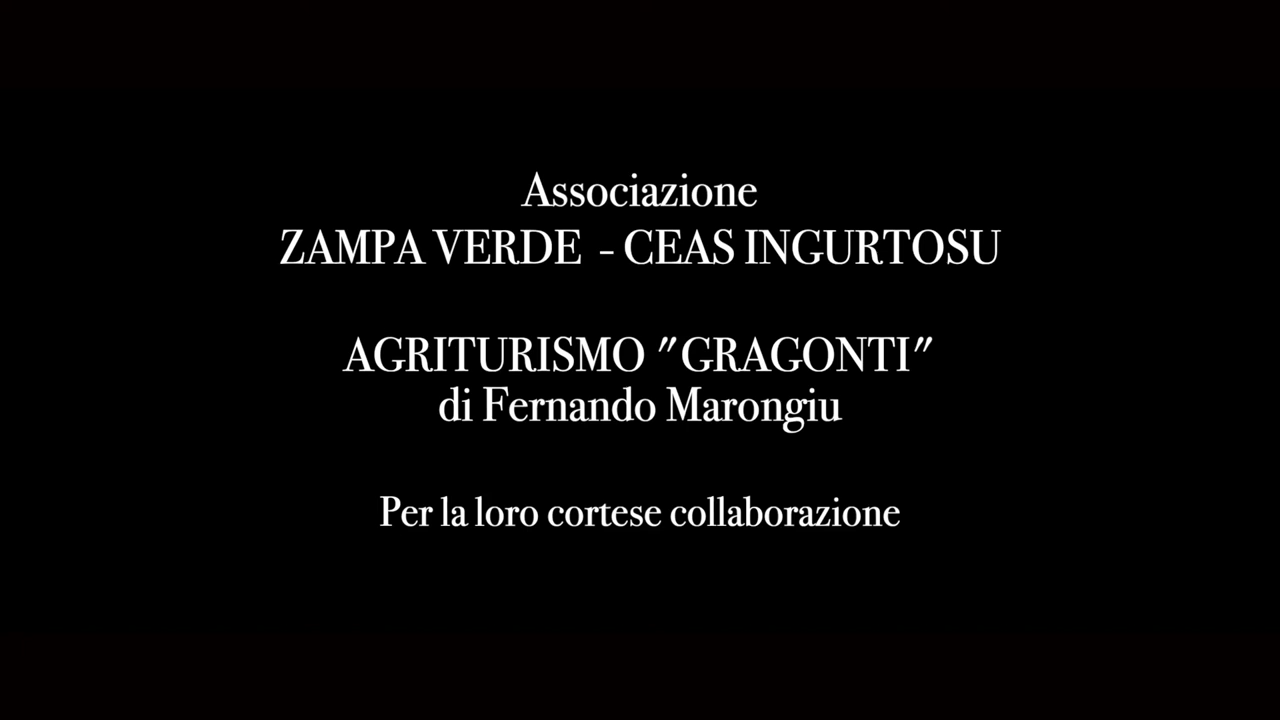 Associazione
ZAMPA VERDE - CEAS INGURTOSU
AGRITURISMO "GRAGONTI"
di Fernando Marongiu
Per la loro cortese collaborazione